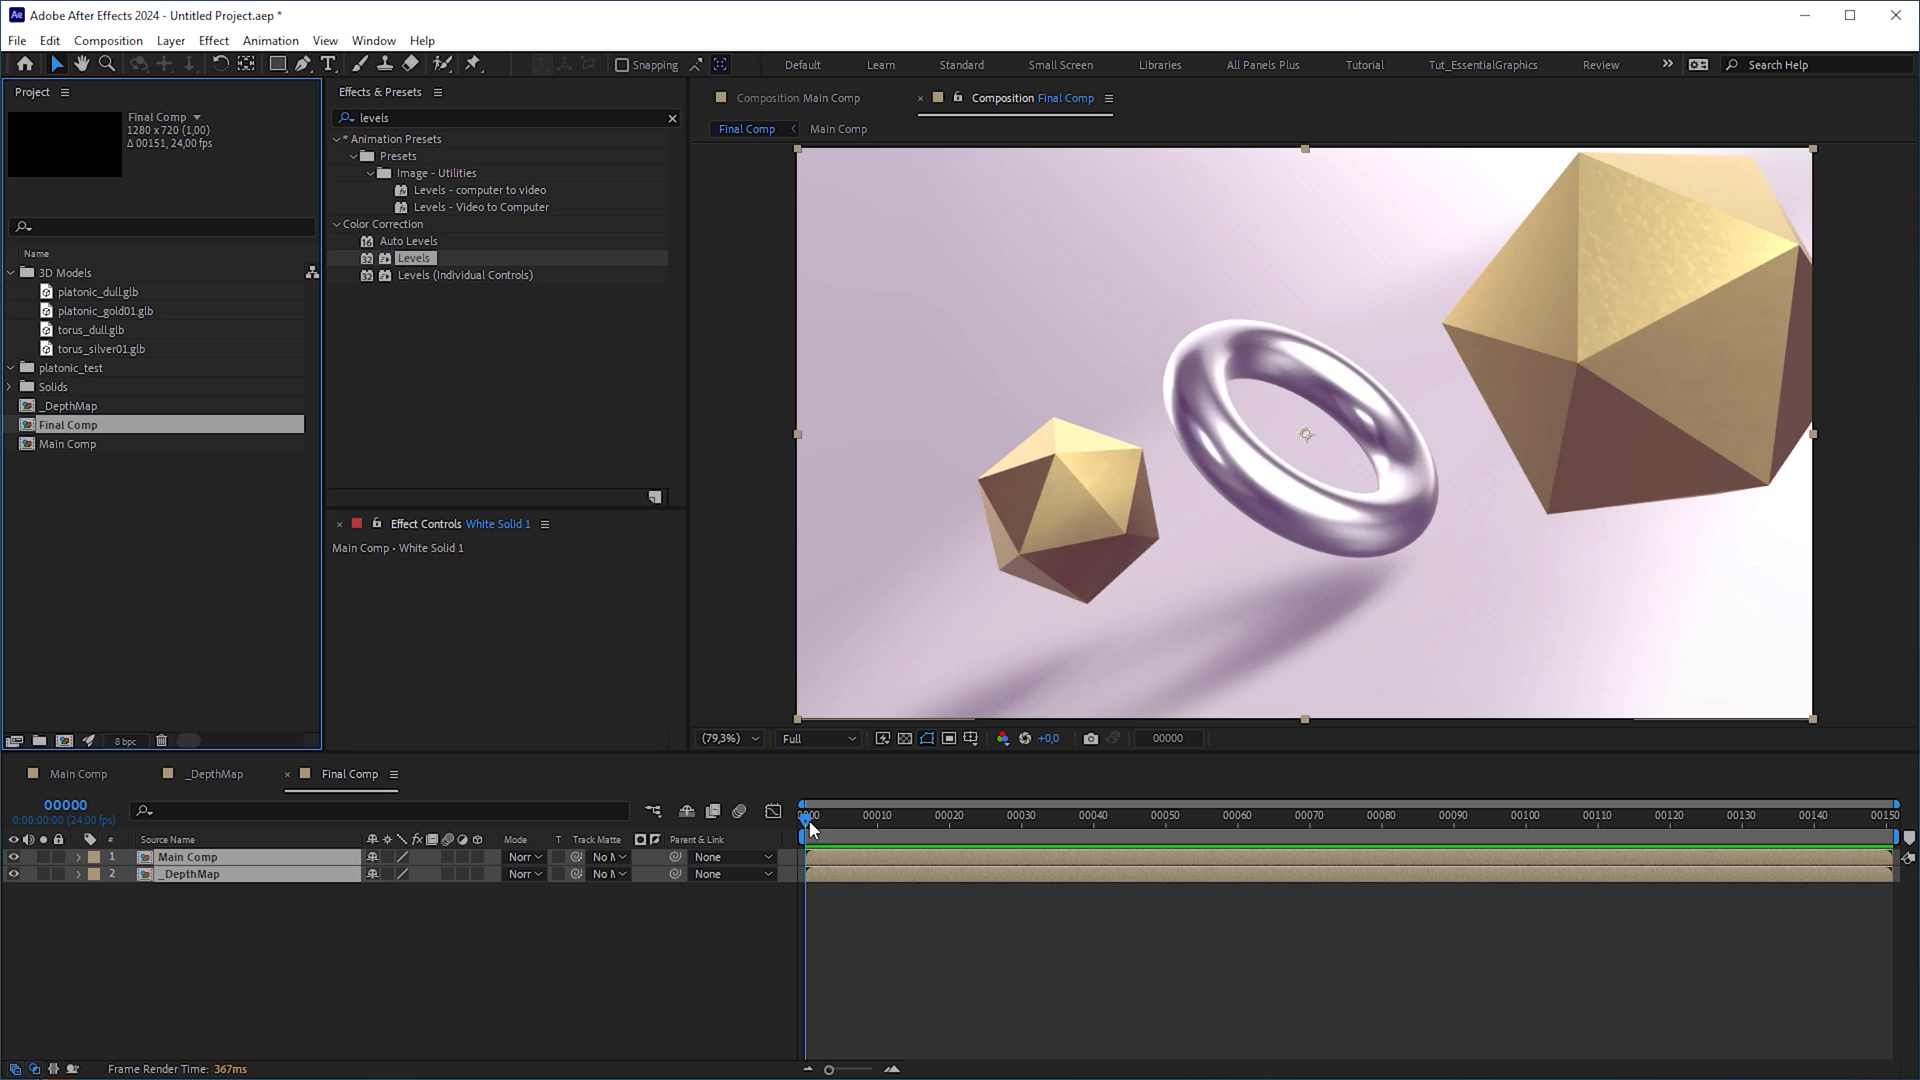 Adobe After Effects 2024 - Untitled Project.aep *
File Edit Composition Layer Effect Animation View Window Help
Snapping
Default Learn Standard Small Screen Libraries All Panels Plus Tutorial Tut_EssentialGraphics Review
Search Help
Project
Final Comp
1280 x 720 (1,00)
Δ 00151, 24,00 fps
Name
3D Models
platonic_dull.glb
platonic_gold01.glb
torus_dull.glb
torus_silver01.glb
platonic_test
Solids
_DepthMap
Final Comp
Main Comp
8 bpc
Effects & Presets
levels
* Animation Presets
Presets
Image - Utilities
Levels - computer to video
Levels - Video to Computer
Color Correction
Auto Levels
Levels
Levels (Individual Controls)
Effect Controls White Solid 1
Main Comp • White Solid 1
Composition Main Comp
Composition Final Comp
Final Comp Main Comp
(79,3%) Full +0,0 00000
Main Comp _DepthMap Final Comp
00000
0:00:00:00 (24.00 fps)
00010 00020 00030 00040 00050 00060 00070 00080 00090 00100 00110 00120 00130 00140 00150
# Source Name Mode T Track Matte Parent & Link
1 Main Comp None
2 _DepthMap None
Frame Render Time: 367ms